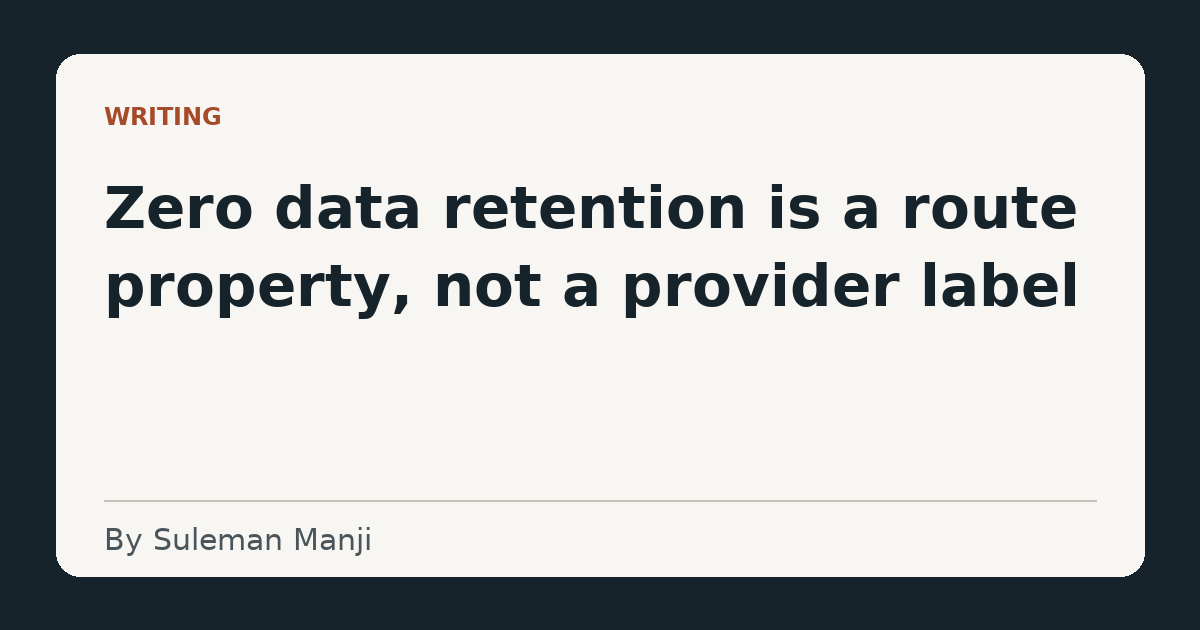 WRITING
Zero data retention is a route
property, not a provider label
By Suleman Manji